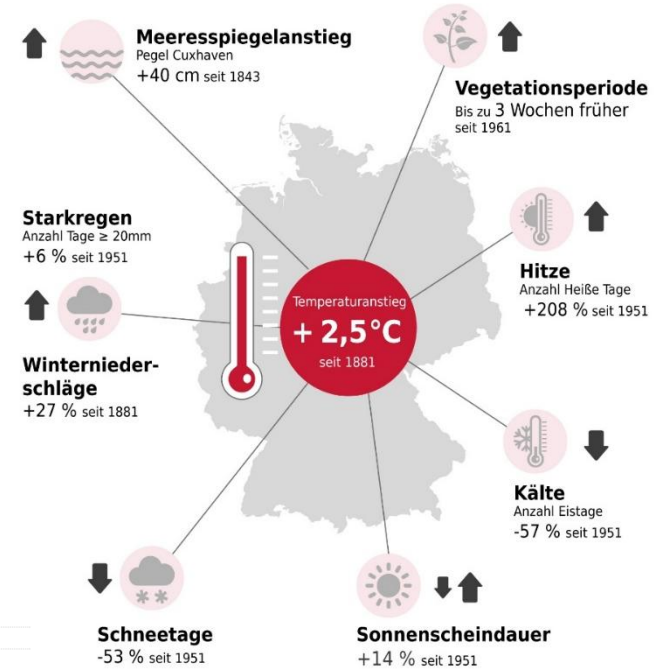 Meeresspiegelanstieg
Pegel Cuxhaven
+40 cm seit 1843
Vegetationsperiode
Bis zu 3 Wochen früher
seit 1961
Starkregen
Anzahl Tage ≥ 20mm
+6 % seit 1951
Hitze
Anzahl Heiße Tage
+208 % seit 1951
Temperaturanstieg
+ 2,5°C
seit 1881
Winternieder-
schläge
+27 % seit 1881
Kälte
Anzahl Eistage
-57 % seit 1951
Schneetage
-53 % seit 1951
Sonnenscheindauer
+14 % seit 1951